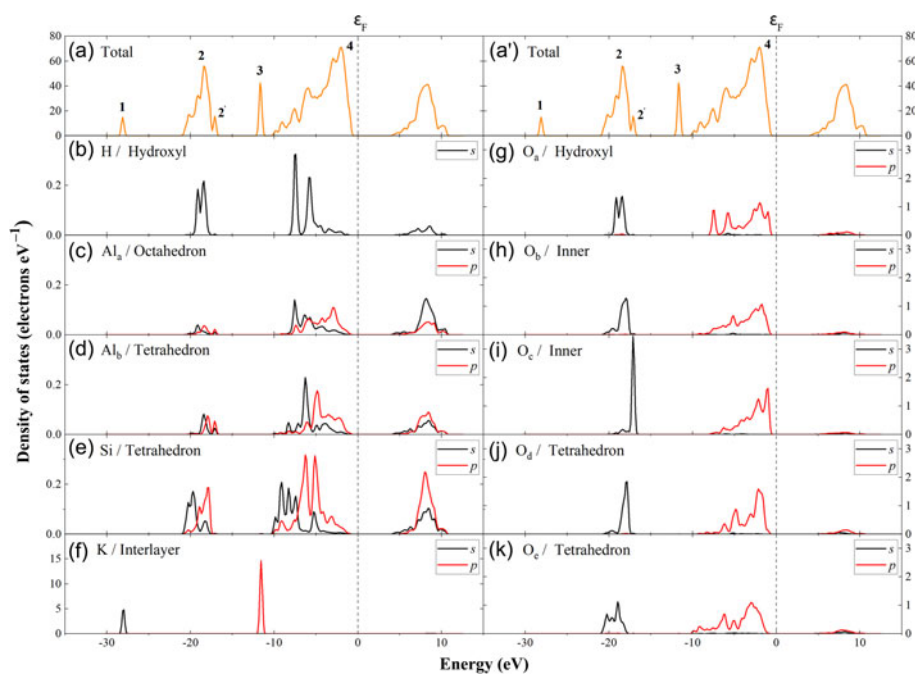 ε_F ε_F
(a) Total 1 2 2' 3 4
80
60
40
20
0
(a') Total 1 2 2' 3 4
80
60
40
20
0
(b) H / Hydroxyl s
0.2
0.0
(g) O_a / Hydroxyl s p
3
2
1
0
(c) Al_a / Octahedron s p
0.2
0.0
(h) O_b / Inner s p
3
2
1
0
(d) Al_b / Tetrahedron s p
0.2
0.0
(i) O_c / Inner s p
3
2
1
0
(e) Si / Tetrahedron s p
0.2
0.0
(j) O_d / Tetrahedron s p
3
2
1
0
(f) K / Interlayer s p
15
10
5
0
(k) O_e / Tetrahedron s p
3
2
1
0
-30 -20 -10 0 10 -30 -20 -10 0 10
Density of states (electrons eV⁻¹)
Energy (eV)